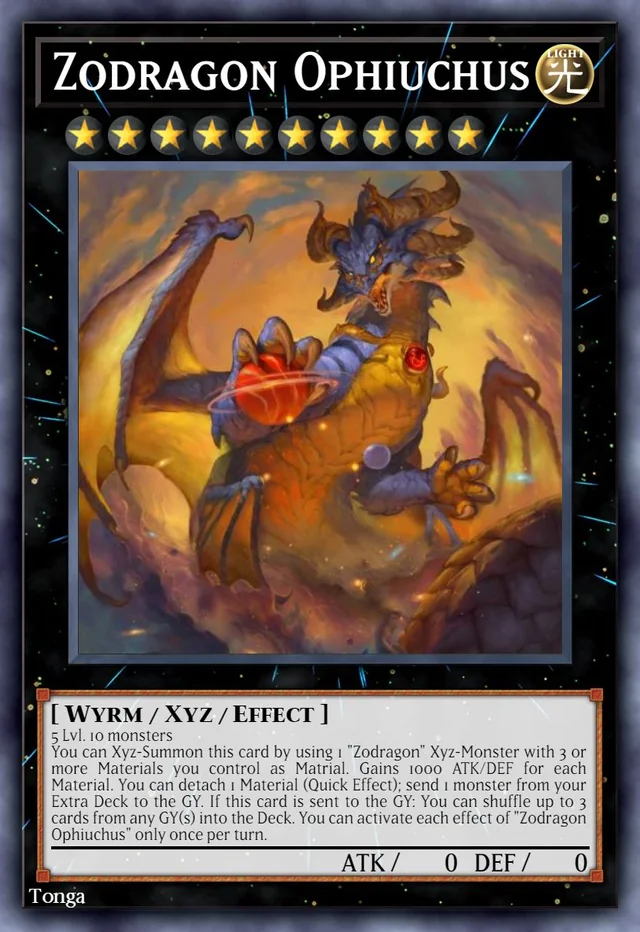 Zodragon Ophiuchus
LIGHT
光
[ Wyrm / Xyz / Effect ]
5 Lvl. 10 monsters
You can Xyz-Summon this card by using 1 "Zodragon" Xyz-Monster with 3 or
more Materials you control as Matrial. Gains 1000 ATK/DEF for each
Material. You can detach 1 Material (Quick Effect); send 1 monster from your
Extra Deck to the GY. If this card is sent to the GY: You can shuffle up to 3
cards from any GY(s) into the Deck. You can activate each effect of "Zodragon
Ophiuchus" only once per turn.
ATK / 0 DEF / 0
Tonga